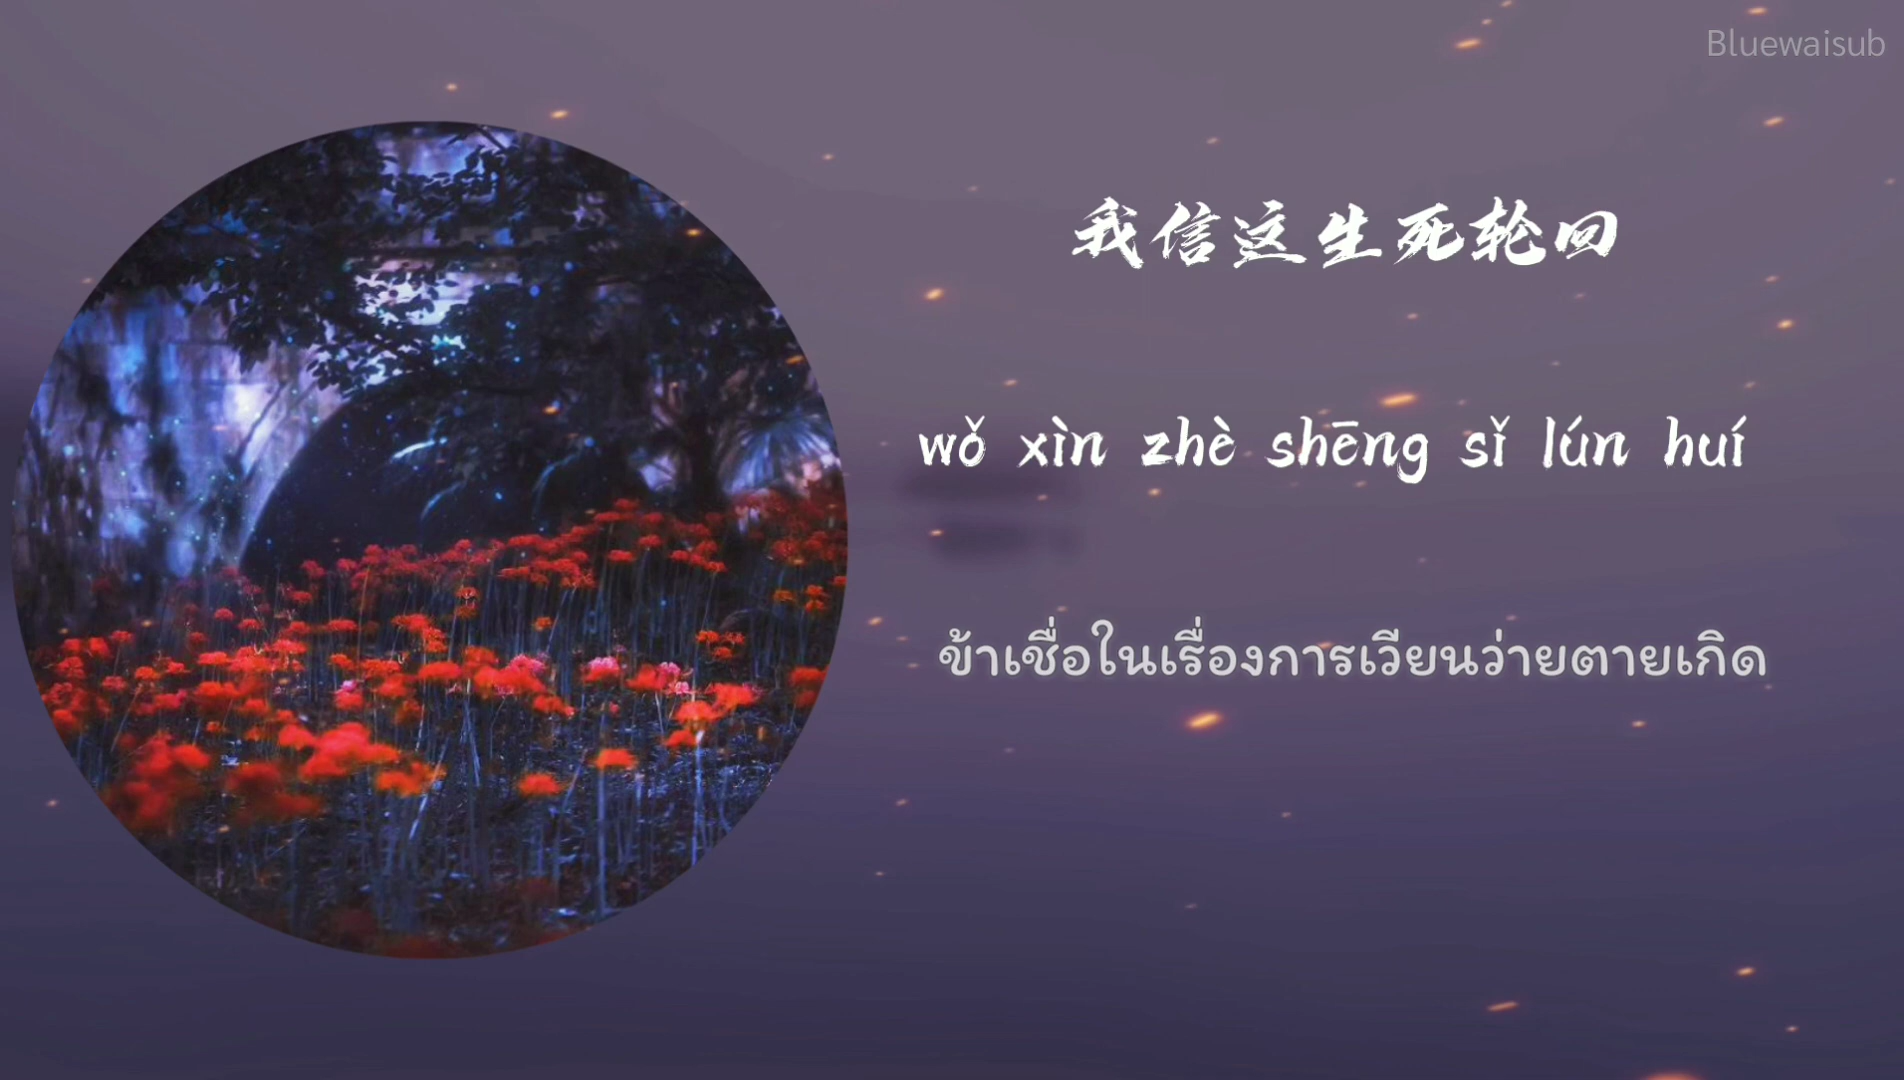 Bluewaisub
我信这生死轮回
wǒ xìn zhè shēng sǐ lún huí
ข้าเชื่อในเรื่องการเวียนว่ายตายเกิด